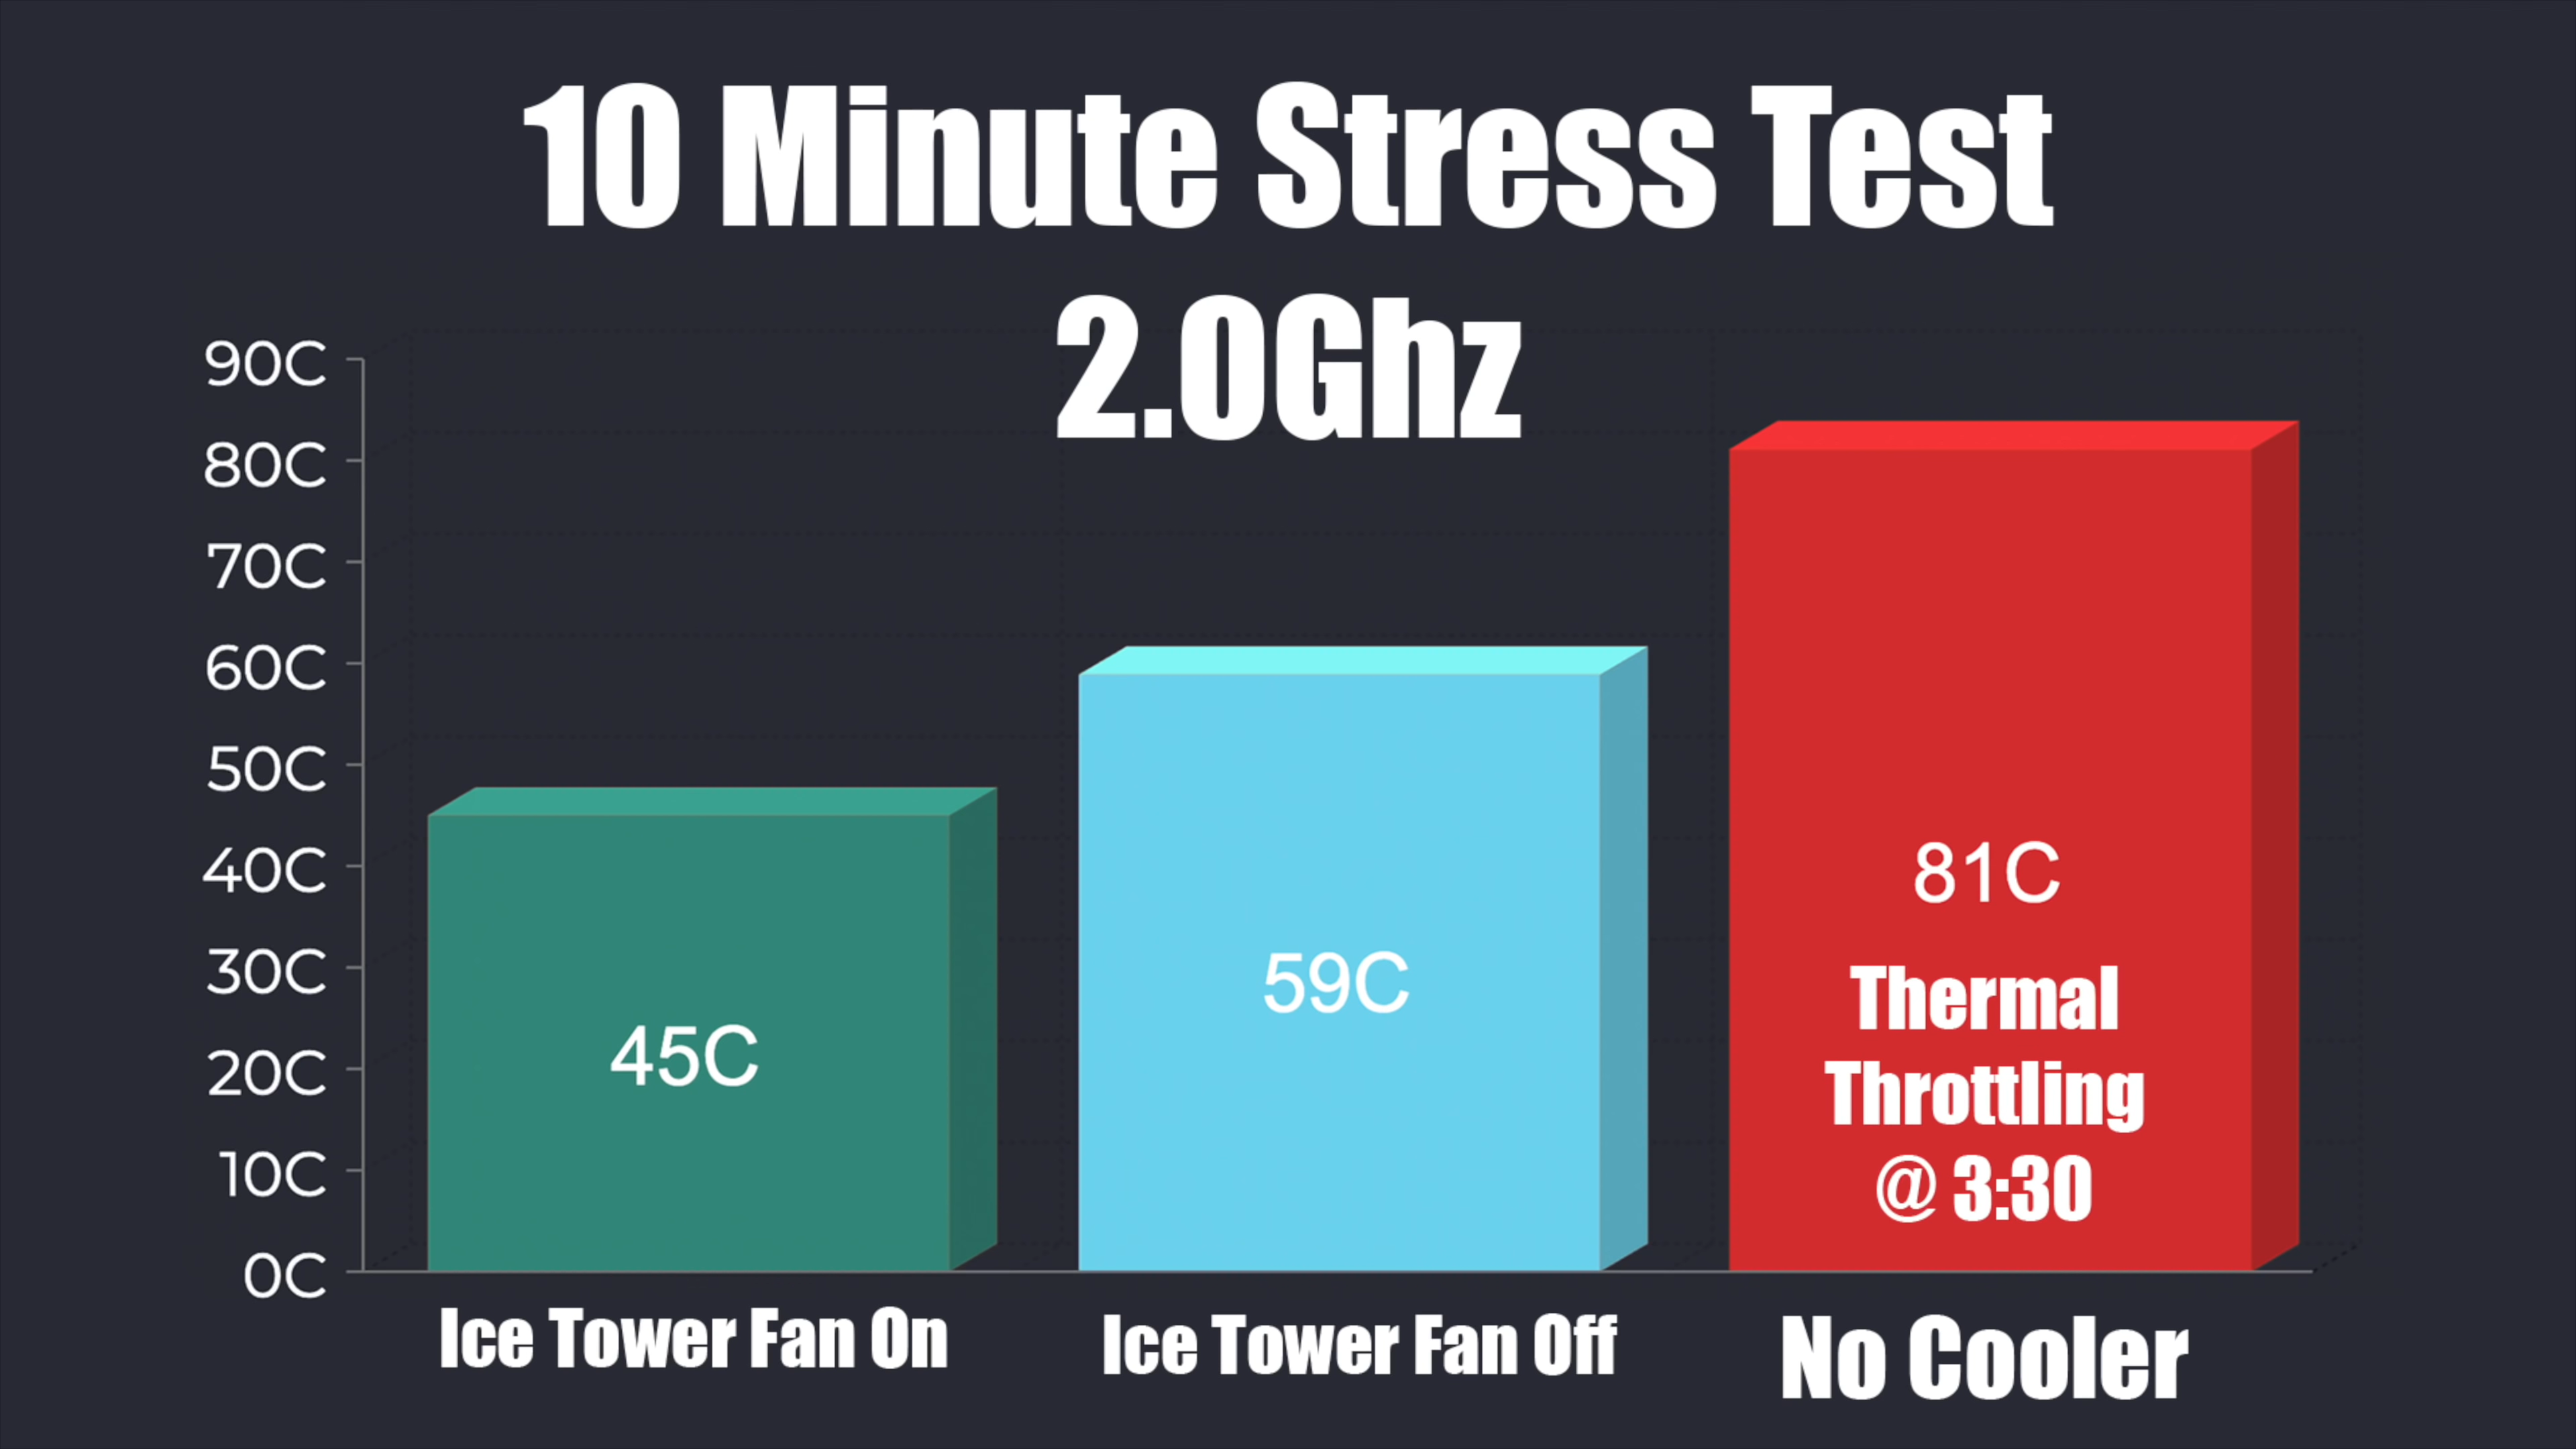 10 Minute Stress Test
2.0Ghz
90C
80C
70C
60C
50C
40C
30C
20C
10C
0C
45C
59C
81C
Thermal
Throttling
@ 3:30
Ice Tower Fan On
Ice Tower Fan Off
No Cooler